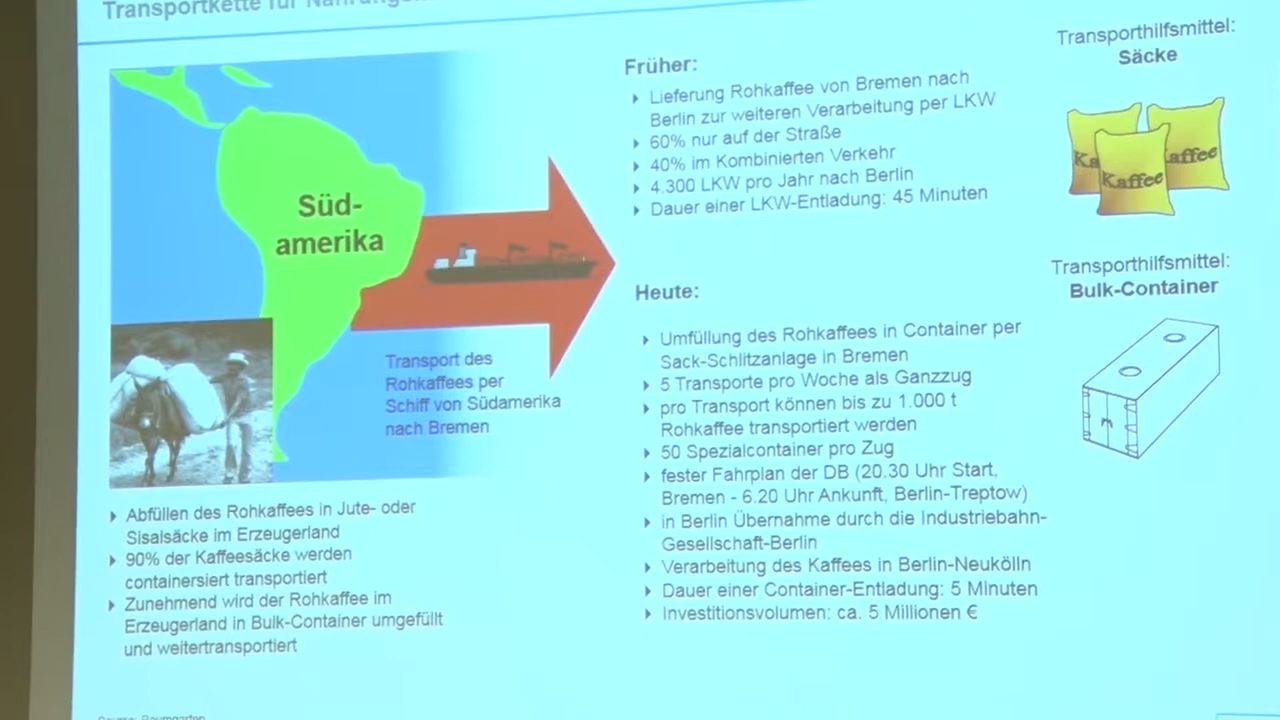 Transportkette für
Süd-
amerika
Transport des
Rohkaffees per
Schiff von Südamerika
nach Bremen
Abfüllen des Rohkaffees in Jute- oder
Sisalsäcke im Erzeugerland
90% der Kaffeesäcke werden
containersiert transportiert
Zunehmend wird der Rohkaffee im
Erzeugerland in Bulk-Container umgefüllt
und weitertransportiert
Früher:
Lieferung Rohkaffee von Bremen nach
Berlin zur weiteren Verarbeitung per LKW
60% nur auf der Straße
40% im Kombinierten Verkehr
4.300 LKW pro Jahr nach Berlin
Dauer einer LKW-Entladung: 45 Minuten
Heute:
Umfüllung des Rohkaffees in Container per
Sack-Schlitzanlage in Bremen
5 Transporte pro Woche als Ganzzug
pro Transport können bis zu 1.000 t
Rohkaffee transportiert werden
50 Spezialcontainer pro Zug
fester Fahrplan der DB (20.30 Uhr Start,
Bremen - 6.20 Uhr Ankunft, Berlin-Treptow)
in Berlin Übernahme durch die Industriebahn-
Gesellschaft-Berlin
Verarbeitung des Kaffees in Berlin-Neukölln
Dauer einer Container-Entladung: 5 Minuten
Investitionsvolumen: ca. 5 Millionen €
Transporthilfsmittel:
Säcke
Ka
affee
Kaffee
Transporthilfsmittel:
Bulk-Container